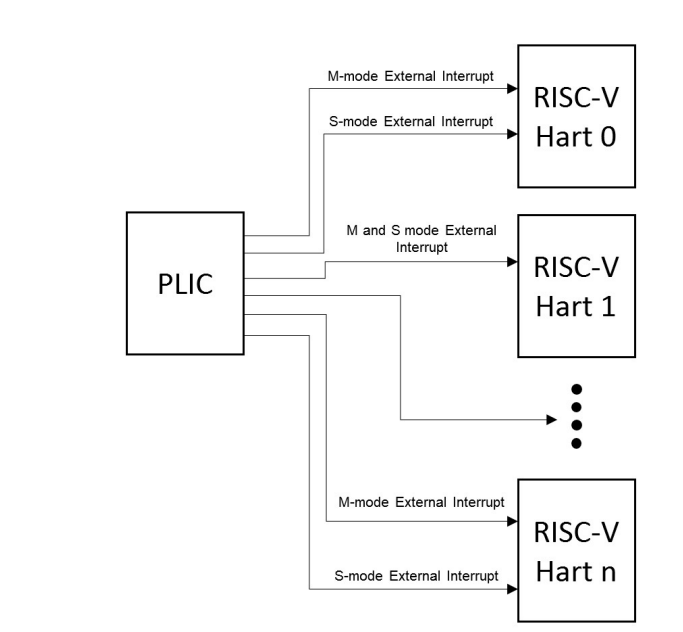 M-mode External Interrupt
RISC-V
Hart 0
S-mode External Interrupt
M and S mode External
Interrupt
PLIC
RISC-V
Hart 1
M-mode External Interrupt
RISC-V
Hart n
S-mode External Interrupt